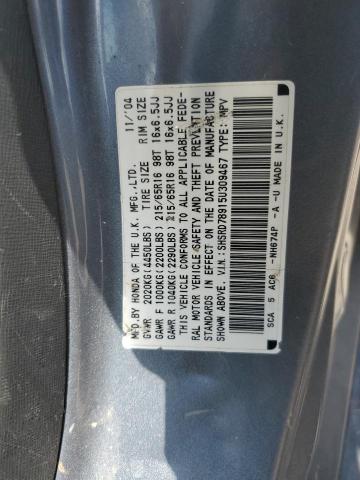 MFD.BY HONDA OF THE U.K. MFG.,LTD. 11/'04
GVWR 2020KG(4450LBS) TIRE SIZE RIM SIZE
GAWR F 1000KG(2200LBS) 215/65R16 98T 16x6.5JJ
GAWR R 1040KG(2290LBS) 215/65R16 98T 16x6.5JJ
THIS VEHICLE CONFORMS TO ALL APPLICABLE FEDE-
RAL MOTOR VEHICLE SAFETY AND THEFT PREVENTION
STANDARDS IN EFFECT ON THE DATE OF MANUFACTURE
SHOWN ABOVE. V.I.N:SHSRD78915U309467 TYPE: MPV
SCA 5 AC6 -NH674P -A -U MADE IN U.K.